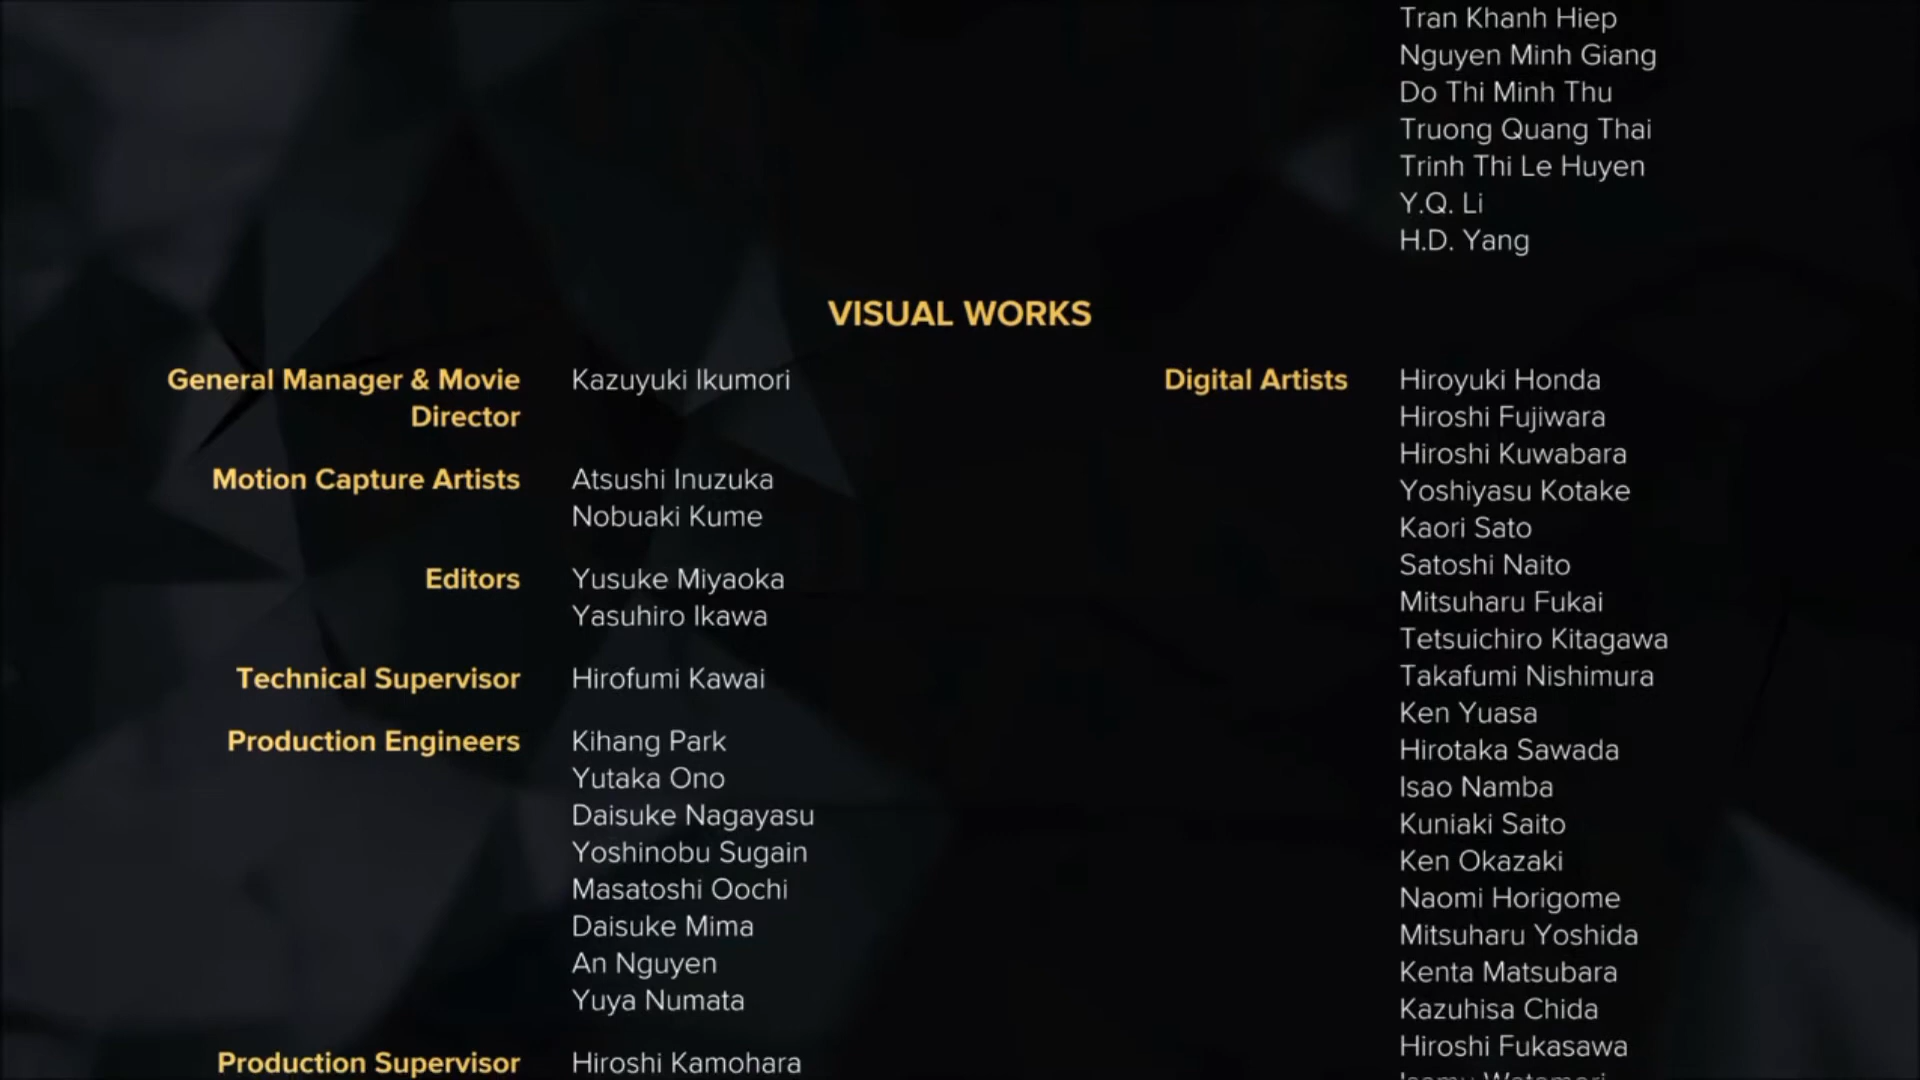 Tran Khanh Hiep
Nguyen Minh Giang
Do Thi Minh Thu
Truong Quang Thai
Trinh Thi Le Huyen
Y.Q. Li
H.D. Yang
VISUAL WORKS
General Manager & Movie Director
Kazuyuki Ikumori
Motion Capture Artists
Atsushi Inuzuka
Nobuaki Kume
Editors
Yusuke Miyaoka
Yasuhiro Ikawa
Technical Supervisor
Hirofumi Kawai
Production Engineers
Kihang Park
Yutaka Ono
Daisuke Nagayasu
Yoshinobu Sugain
Masatoshi Oochi
Daisuke Mima
An Nguyen
Yuya Numata
Production Supervisor
Hiroshi Kamohara
Digital Artists
Hiroyuki Honda
Hiroshi Fujiwara
Hiroshi Kuwabara
Yoshiyasu Kotake
Kaori Sato
Satoshi Naito
Mitsuharu Fukai
Tetsuichiro Kitagawa
Takafumi Nishimura
Ken Yuasa
Hirotaka Sawada
Isao Namba
Kuniaki Saito
Ken Okazaki
Naomi Horigome
Mitsuharu Yoshida
Kenta Matsubara
Kazuhisa Chida
Hiroshi Fukasawa